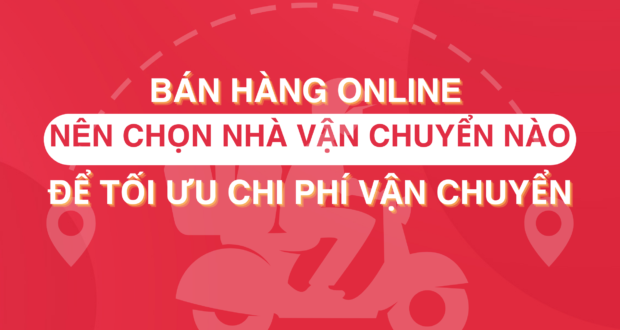 BÁN HÀNG ONLINE
NÊN CHỌN NHÀ VẬN CHUYỂN NÀO
ĐỂ TỐI ƯU CHI PHÍ VẬN CHUYỂN